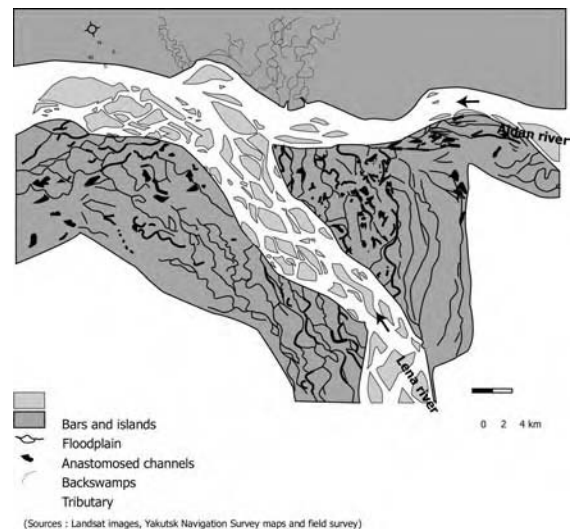 Aldan river
Lena river
0 2 4 km
Bars and islands
Floodplain
Anastomosed channels
Backswamps
Tributary
(Sources : Landsat images, Yakutsk Navigation Survey maps and field survey)